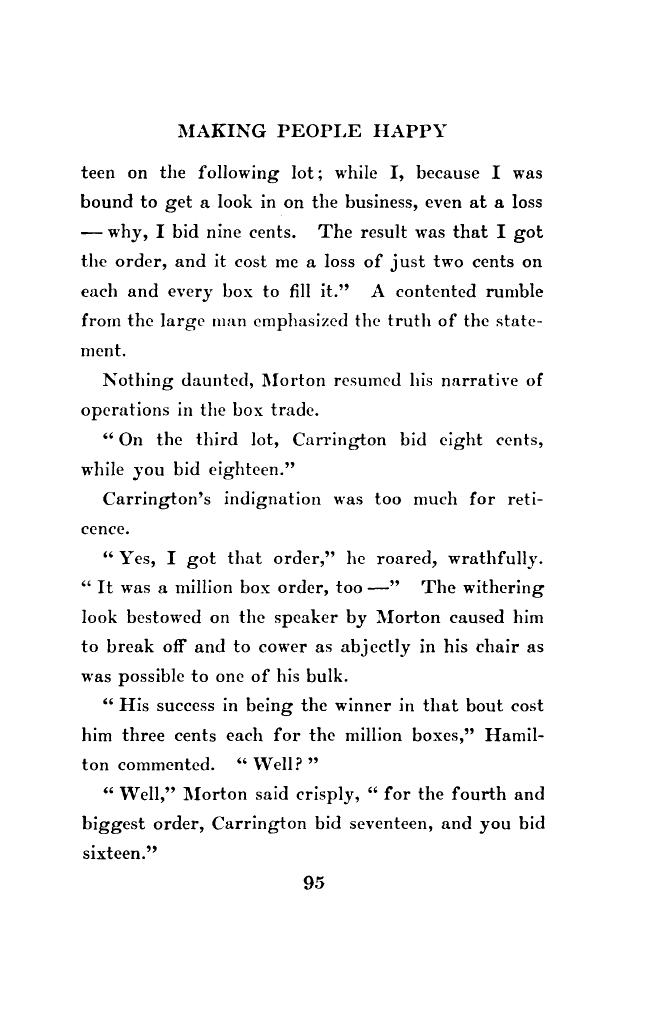 MAKING PEOPLE HAPPY
teen on the following lot; while I, because I was
bound to get a look in on the business, even at a loss
— why, I bid nine cents. The result was that I got
the order, and it cost me a loss of just two cents on
each and every box to fill it.” A contented rumble
from the large man emphasized the truth of the state-
ment.
Nothing daunted, Morton resumed his narrative of
operations in the box trade.
“ On the third lot, Carrington bid eight cents,
while you bid eighteen.”
Carrington’s indignation was too much for reti-
cence.
“ Yes, I got that order,” he roared, wrathfully.
“ It was a million box order, too —” The withering
look bestowed on the speaker by Morton caused him
to break off and to cower as abjectly in his chair as
was possible to one of his bulk.
“ His success in being the winner in that bout cost
him three cents each for the million boxes,” Hamil-
ton commented. “ Well? ”
“ Well,” Morton said crisply, “ for the fourth and
biggest order, Carrington bid seventeen, and you bid
sixteen.”
95